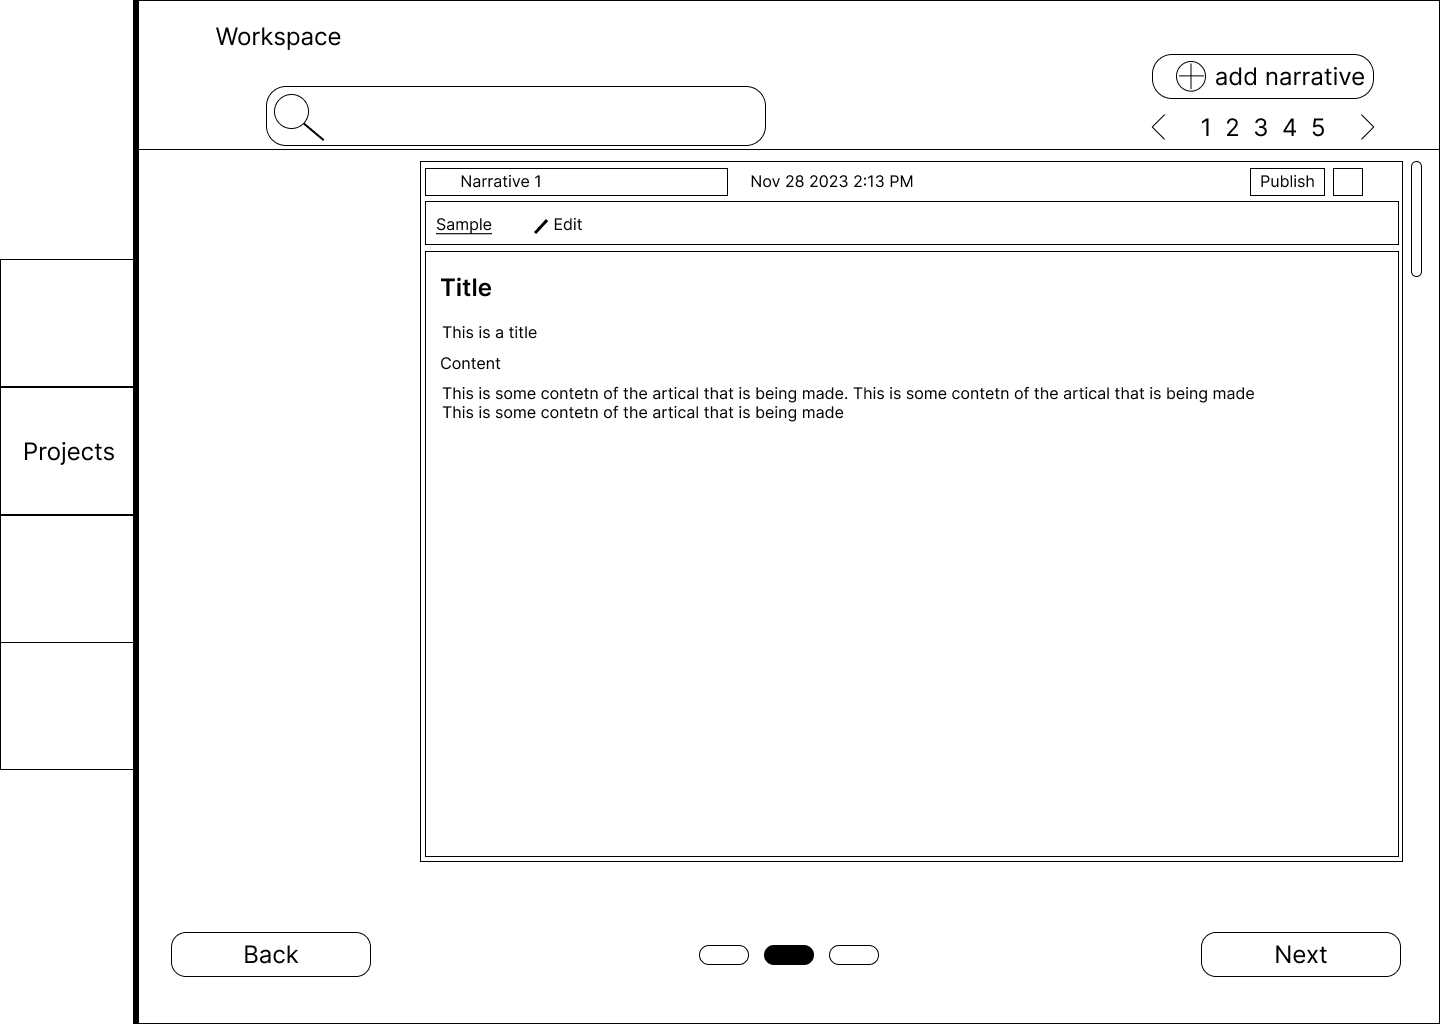 Workspace
add narrative
1 2 3 4 5
Narrative 1
Nov 28 2023 2:13 PM
Publish
Sample
Edit
Title
This is a title
Content
This is some contetn of the artical that is being made. This is some contetn of the artical that is being made
This is some contetn of the artical that is being made
Projects
Back
Next